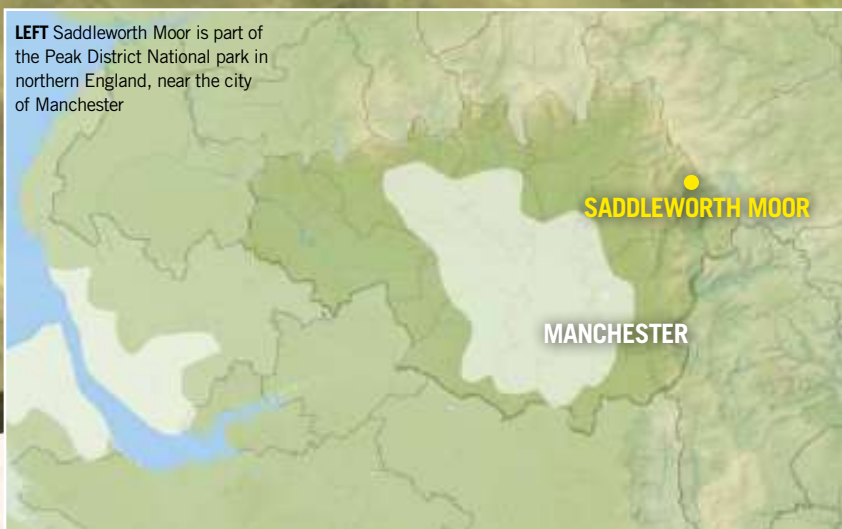 LEFT Saddleworth Moor is part of
the Peak District National park in
northern England, near the city
of Manchester
SADDLEWORTH MOOR
MANCHESTER